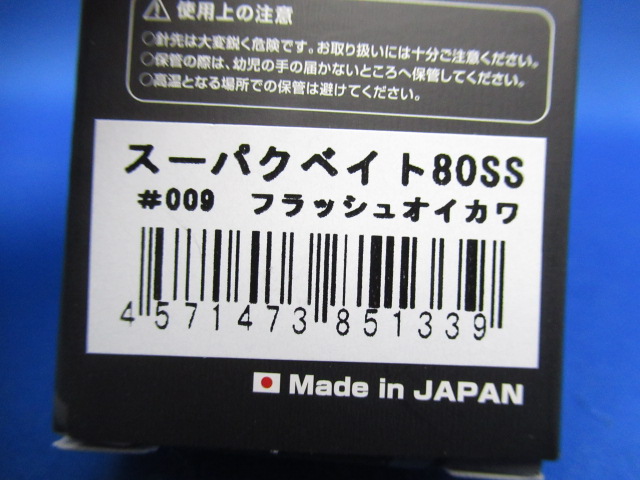 使用上の注意
○針先は大変鋭く危険です。お取り扱いには十分ご注意ください。
○保管の際は、幼児の手の届かないところへ保管してください。
○高温となる場所での保管は避けてください。
スーパクベイト80SS
#009 フラッシュオイカワ
4571473851339
Made in JAPAN